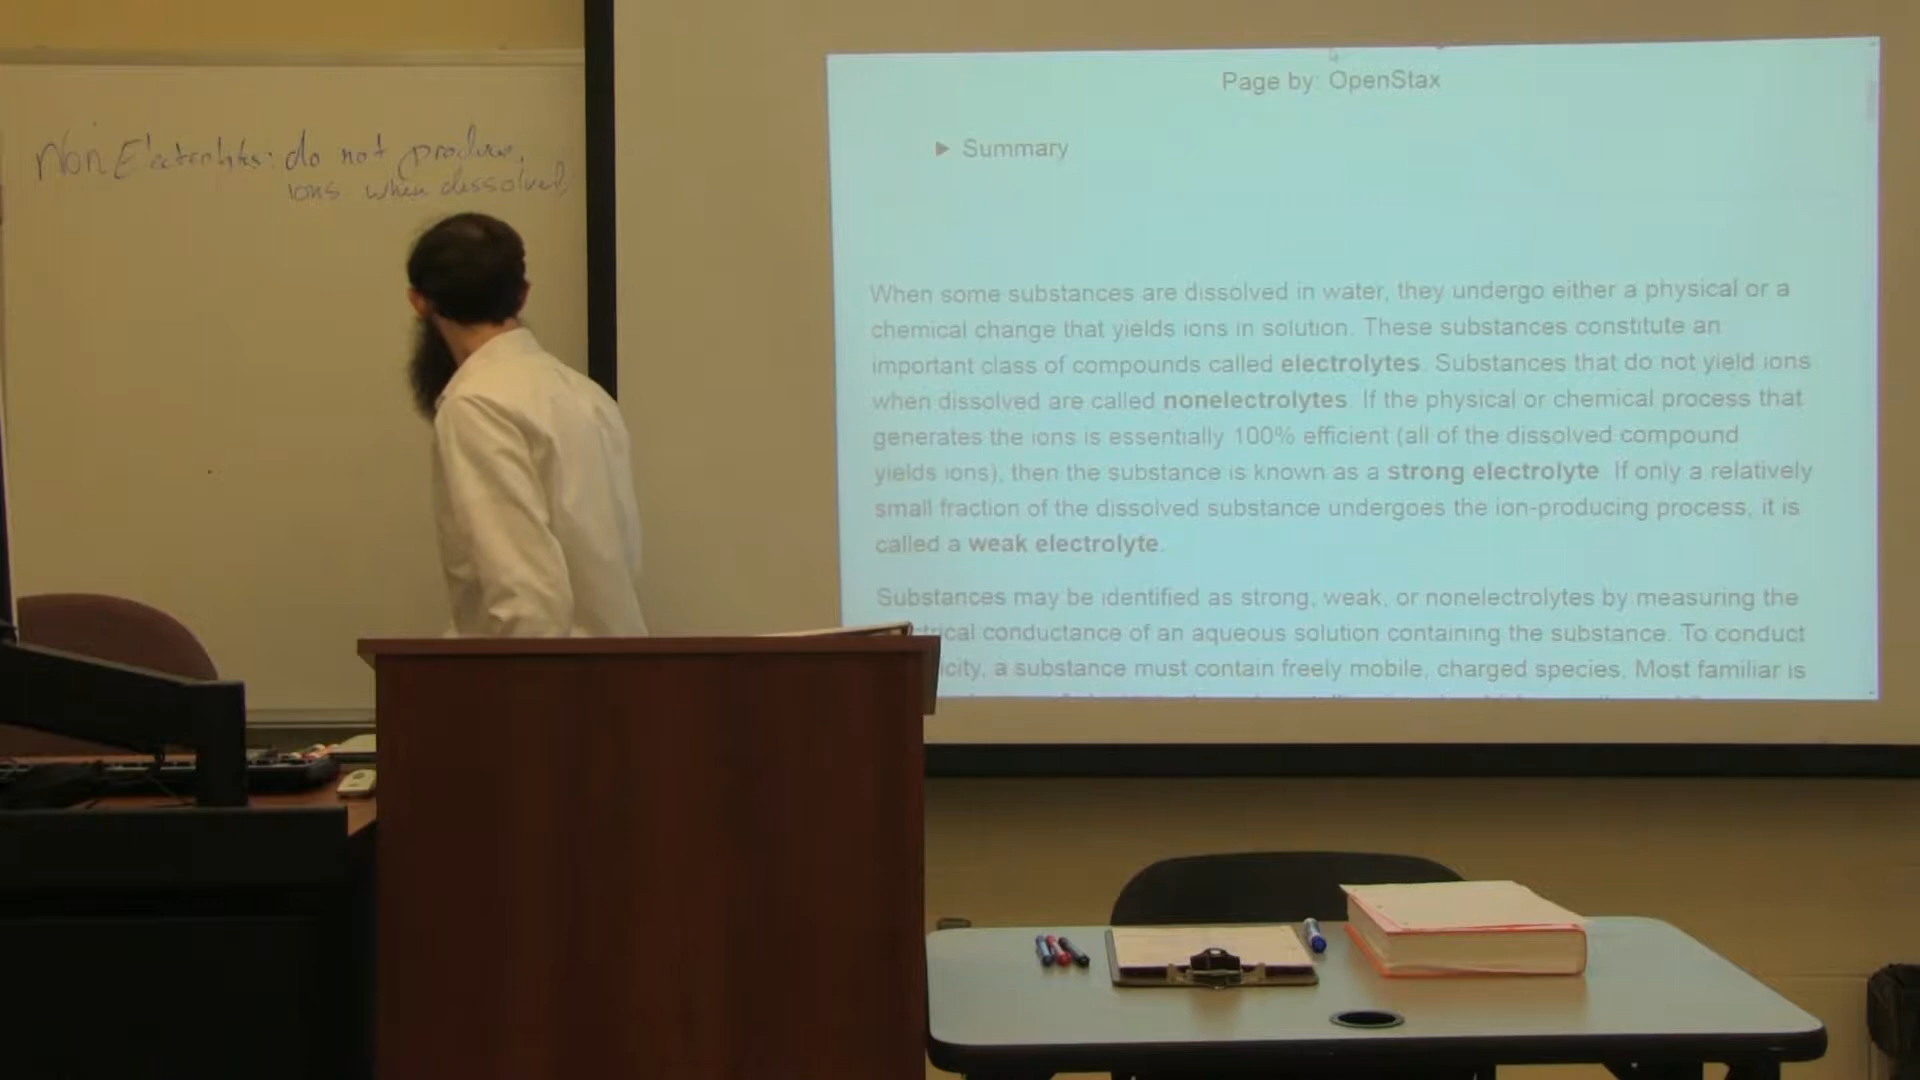 Non Electrolytes: do not produce
ions when dissolved
Page by: OpenStax
Summary
When some substances are dissolved in water, they undergo either a physical or a
chemical change that yields ions in solution. These substances constitute an
important class of compounds called electrolytes. Substances that do not yield ions
when dissolved are called nonelectrolytes. If the physical or chemical process that
generates the ions is essentially 100% efficient (all of the dissolved compound
yields ions), then the substance is known as a strong electrolyte. If only a relatively
small fraction of the dissolved substance undergoes the ion-producing process, it is
called a weak electrolyte.
Substances may be identified as strong, weak, or nonelectrolytes by measuring the
conductance of an aqueous solution containing the substance. To conduct
a substance must contain freely mobile, charged species. Most familiar is